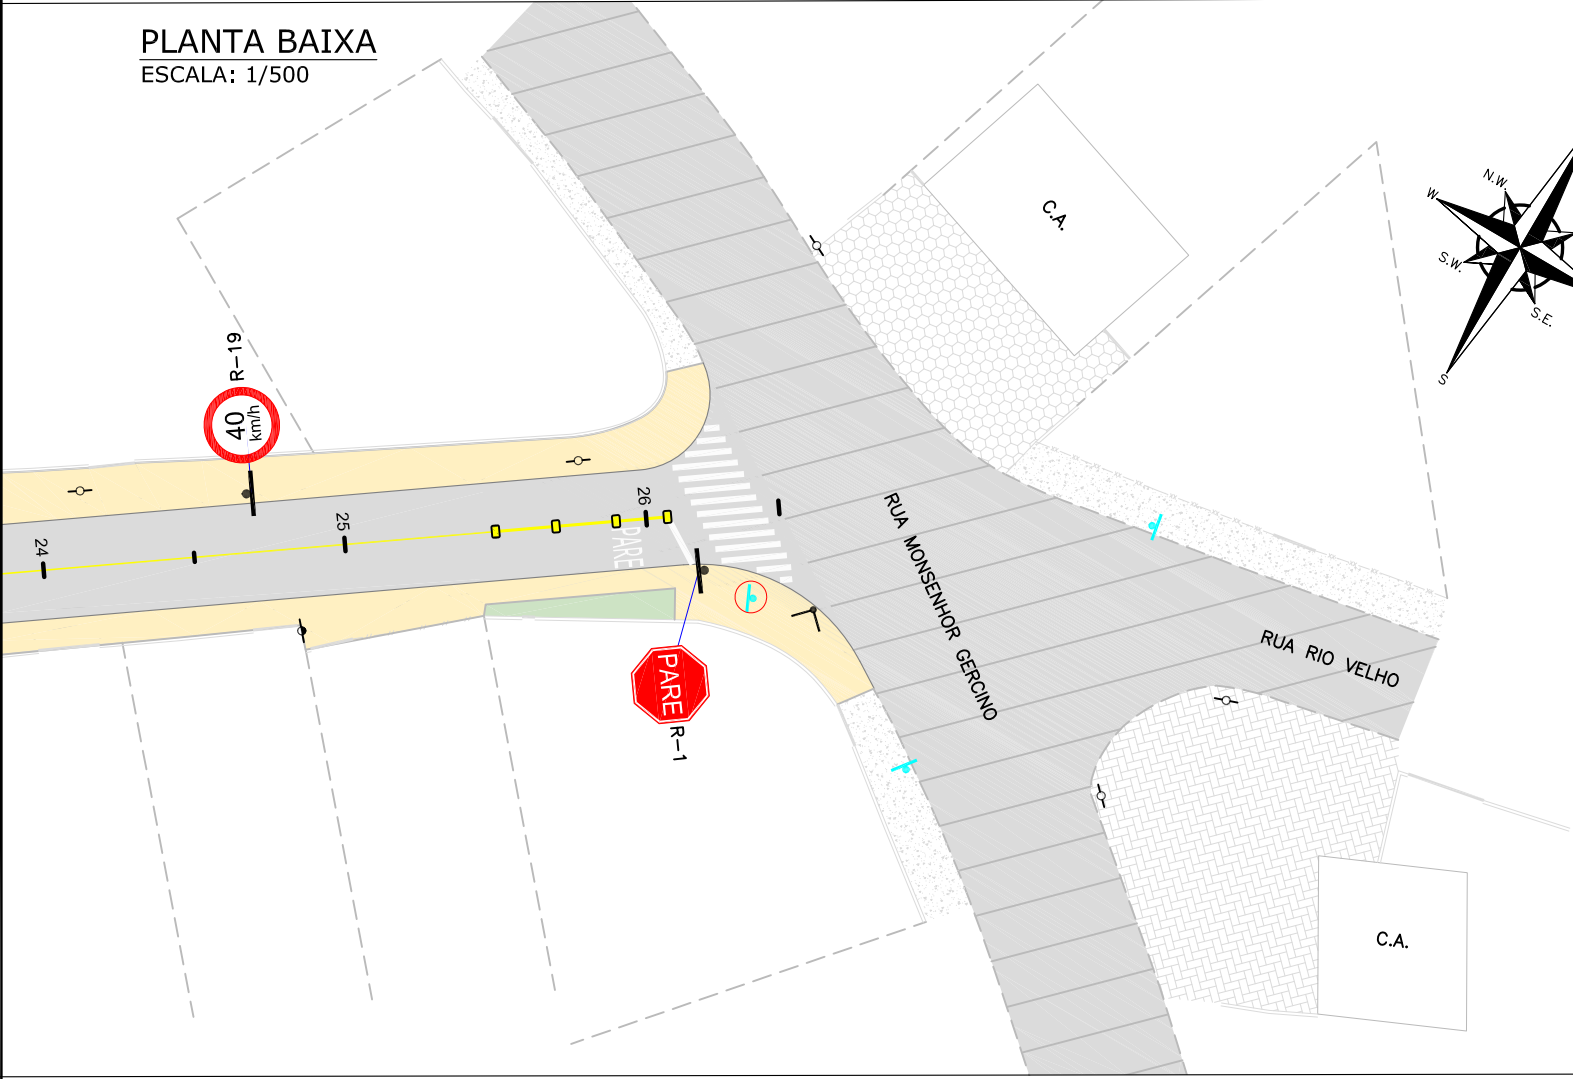 PLANTA BAIXA
ESCALA: 1/500
N.W.
W
S.W.
S.E.
S
C.A.
R-19
40
km/h
24
25
26
PARE
PARE
R-1
RUA MONSENHOR GERCINO
RUA RIO VELHO
C.A.